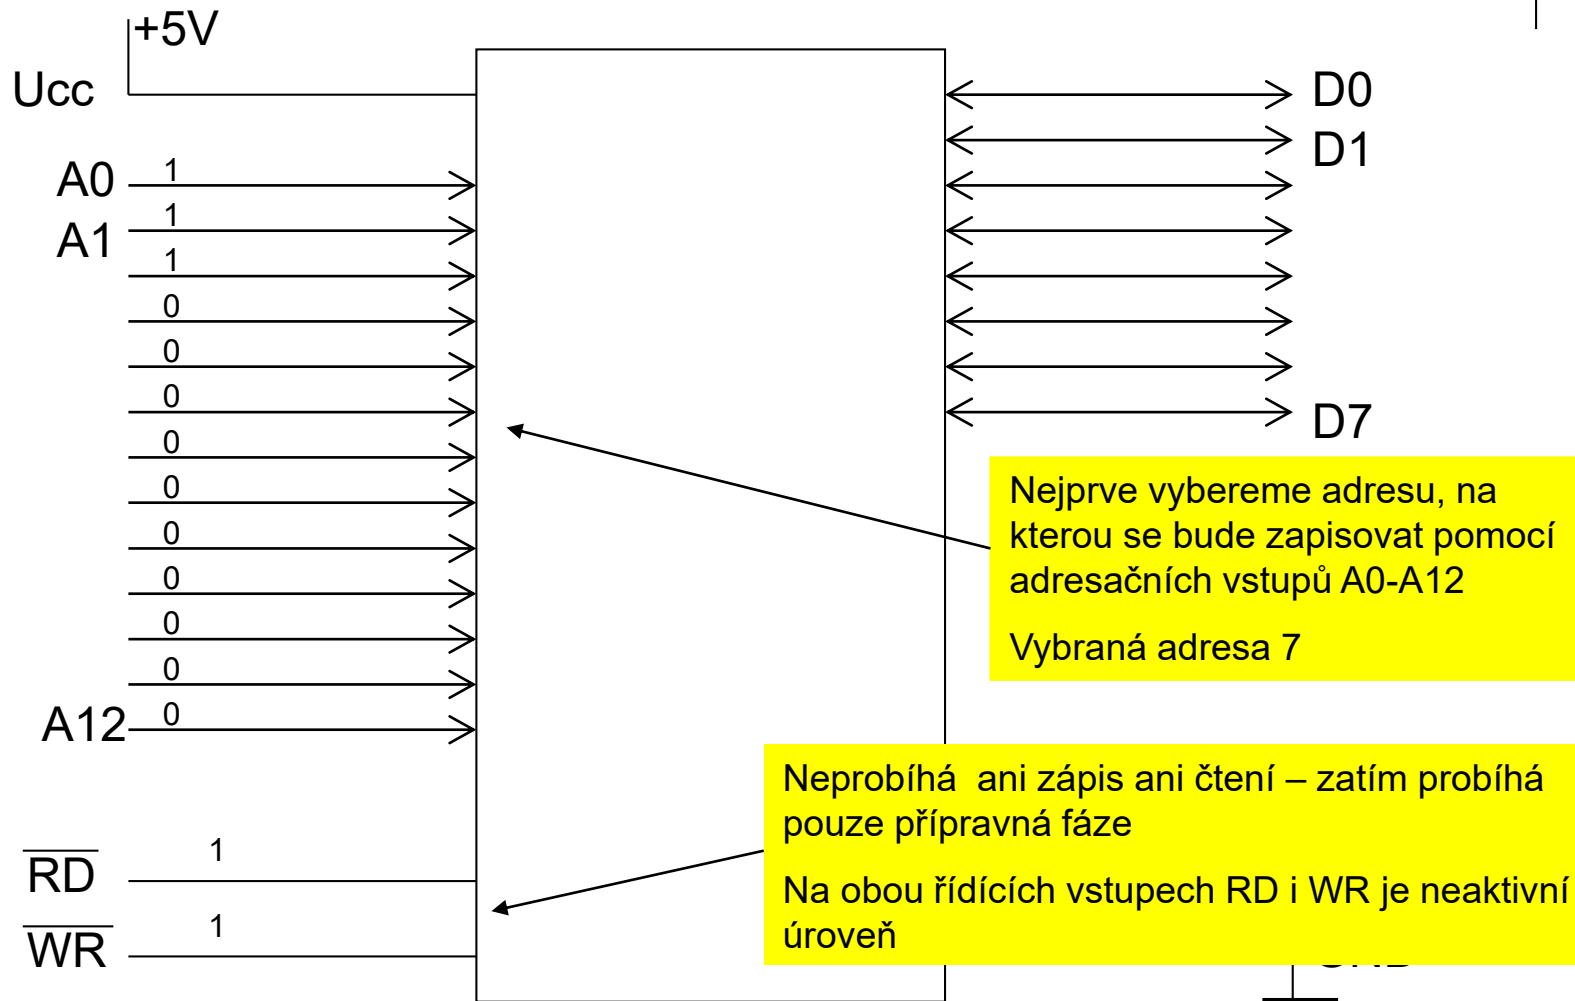 +5V
Ucc
D0
D1
A0 1
A1 1
1
0
0
0
D7
0
0
0
0
0
0
A12 0
Nejprve vybereme adresu, na
kterou se bude zapisovat pomocí
adresačních vstupů A0-A12
Vybraná adresa 7
Neprobíhá ani zápis ani čtení – zatím probíhá
pouze přípravná fáze
Na obou řídících vstupech RD i WR je neaktivní
úroveň
RD 1
WR 1